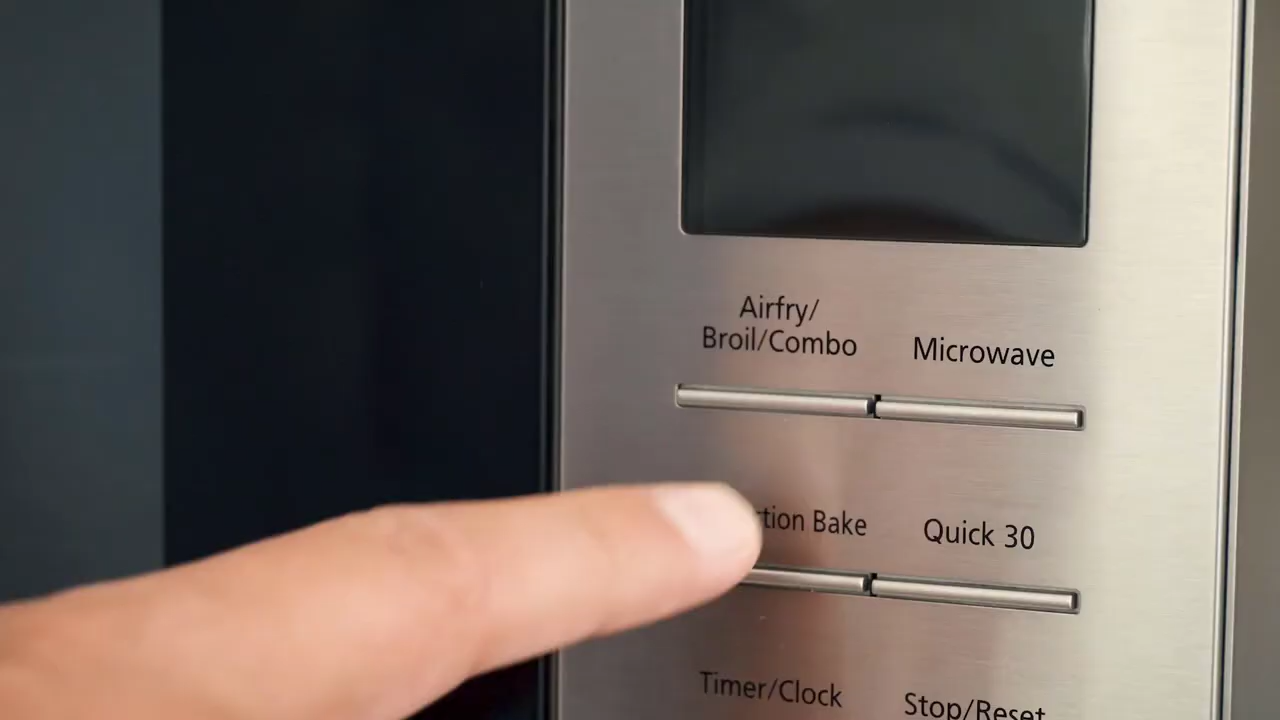 Airfry/
Broil/Combo
Microwave
Bake
Quick 30
Timer/Clock
Stop/Reset